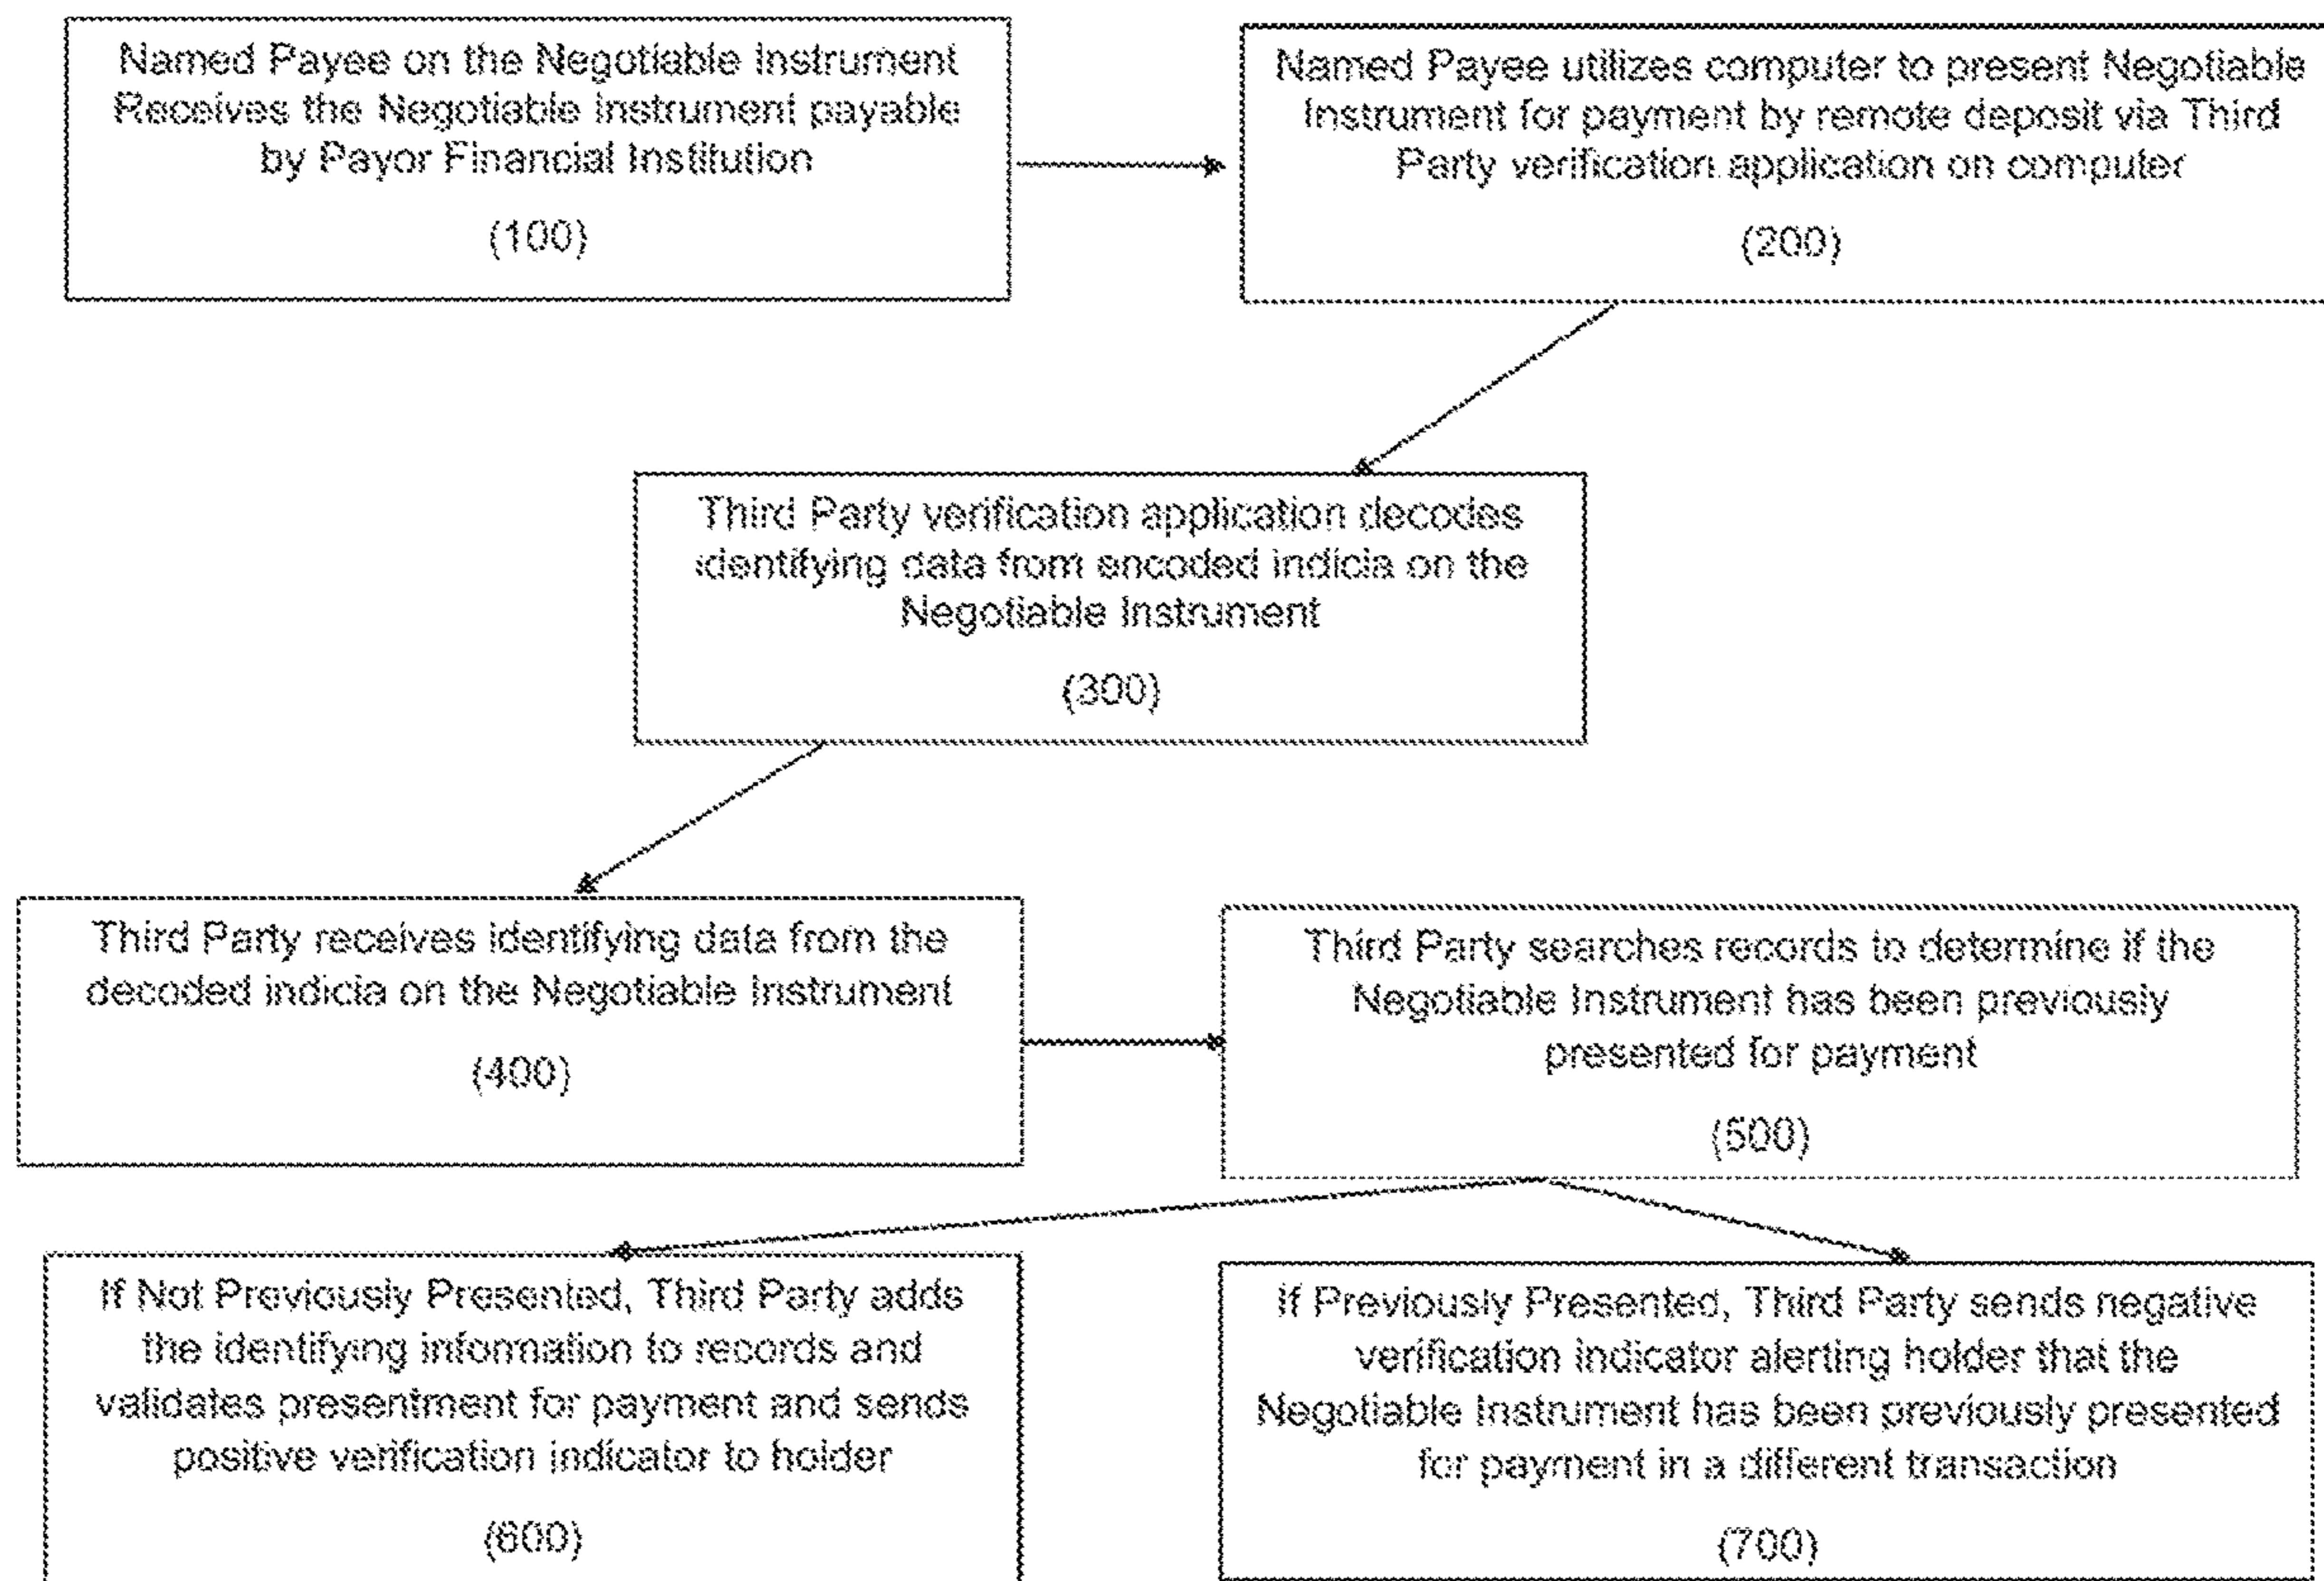 Named Payee on the Negotiable Instrument
Receives the Negotiable Instrument payable
by Payor Financial Institution
(100)
Named Payee utilizes computer to present Negotiable
Instrument for payment by remote deposit via Third
Party verification application on computer
(200)
Third Party verification application decodes
identifying data from encoded indicia on the
Negotiable Instrument
(300)
Third Party receives identifying data from the
decoded indicia on the Negotiable Instrument
(400)
Third Party searches records to determine if the
Negotiable Instrument has been previously
presented for payment
(500)
If Not Previously Presented, Third Party adds
the identifying information to records and
validates presentment for payment and sends
positive verification indicator to holder
(600)
If Previously Presented, Third Party sends negative
verification indicator alerting holder that the
Negotiable Instrument has been previously presented
for payment in a different transaction
(700)